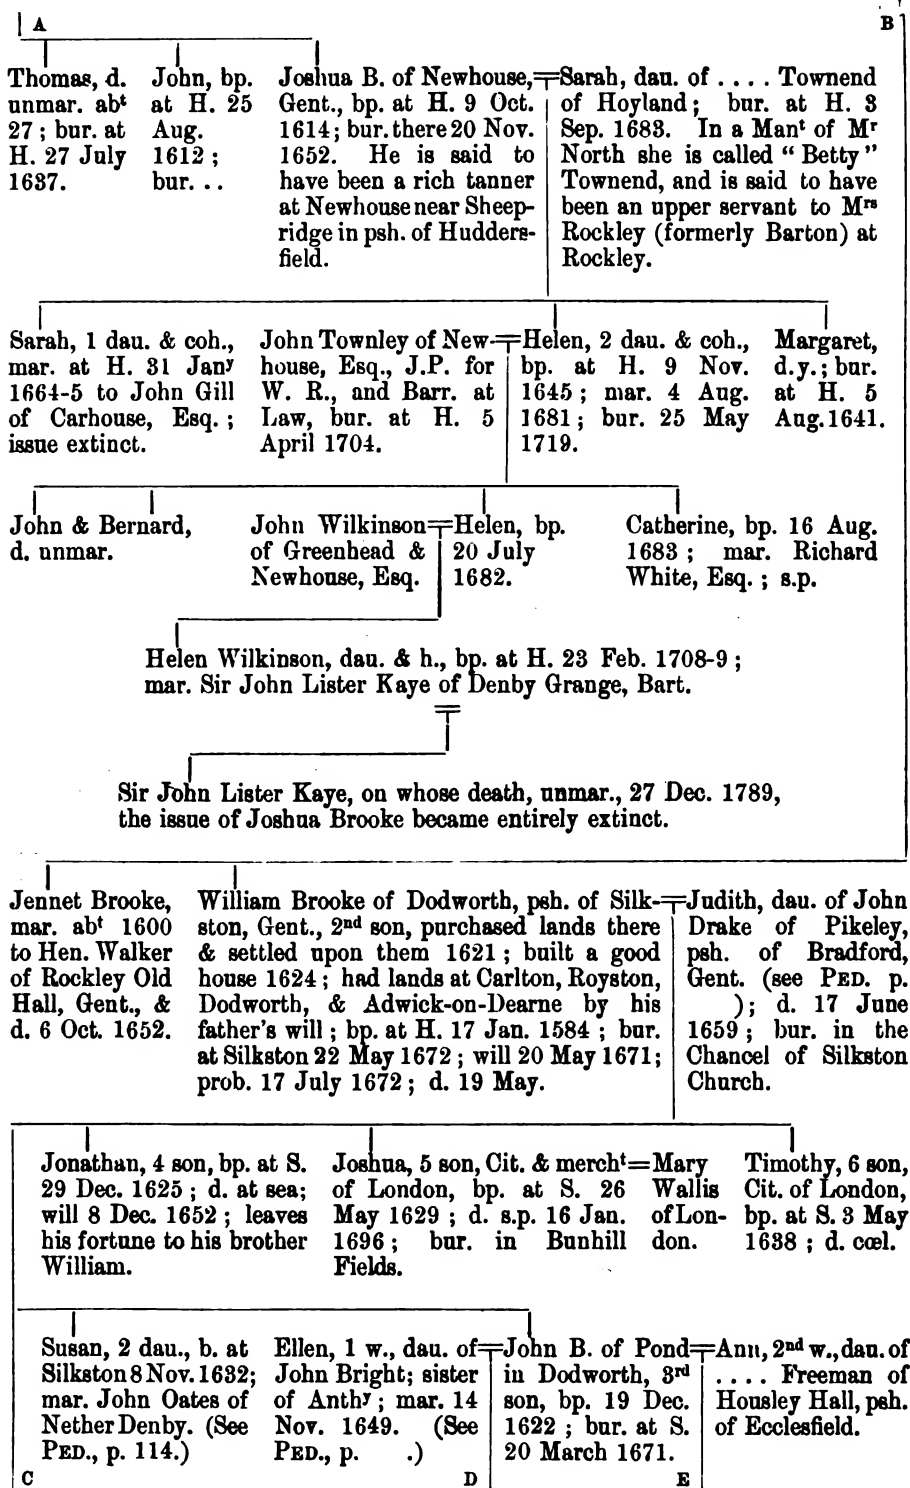 A
B
Thomas, d.
unmar. abᵗ
27 ; bur. at
H. 27 July
1637.
John, bp.
at H. 25
Aug.
1612 ;
bur. ..
Joshua B. of Newhouse,
Gent., bp. at H. 9 Oct.
1614; bur. there 20 Nov.
1652. He is said to
have been a rich tanner
at Newhouse near Sheep-
ridge in psh. of Hudders-
field.
Sarah, dau. of .... Townend
of Hoyland ; bur. at H. 3
Sep. 1683. In a Manᵗ of Mʳ
North she is called “ Betty ”
Townend, and is said to have
been an upper servant to Mʳˢ
Rockley (formerly Barton) at
Rockley.
Sarah, 1 dau. & coh.,
mar. at H. 31 Janʸ
1664-5 to John Gill
of Carhouse, Esq. ;
issue extinct.
John Townley of New-
house, Esq., J.P. for
W. R., and Barr. at
Law, bur. at H. 5
April 1704.
Helen, 2 dau. & coh.,
bp. at H. 9 Nov.
1645 ; mar. 4 Aug.
1681 ; bur. 25 May
1719.
Margaret,
d.y. ; bur.
at H. 5
Aug. 1641.
John & Bernard,
d. unmar.
John Wilkinson
of Greenhead &
Newhouse, Esq.
Helen, bp.
20 July
1682.
Catherine, bp. 16 Aug.
1683 ; mar. Richard
White, Esq. ; s.p.
Helen Wilkinson, dau. & h., bp. at H. 23 Feb. 1708-9 ;
mar. Sir John Lister Kaye of Denby Grange, Bart.
Sir John Lister Kaye, on whose death, unmar., 27 Dec. 1789,
the issue of Joshua Brooke became entirely extinct.
Jennet Brooke,
mar. abᵗ 1600
to Hen. Walker
of Rockley Old
Hall, Gent., &
d. 6 Oct. 1652.
William Brooke of Dodworth, psh. of Silk-
ston, Gent., 2ⁿᵈ son, purchased lands there
& settled upon them 1621 ; built a good
house 1624 ; had lands at Carlton, Royston,
Dodworth, & Adwick-on-Dearne by his
father's will ; bp. at H. 17 Jan. 1584 ; bur.
at Silkston 22 May 1672 ; will 20 May 1671;
prob. 17 July 1672 ; d. 19 May.
Judith, dau. of John
Drake of Pikeley,
psh. of Bradford,
Gent. (see PED. p.
) ; d. 17 June
1659 ; bur. in the
Chancel of Silkston
Church.
Jonathan, 4 son, bp. at S.
29 Dec. 1625 ; d. at sea;
will 8 Dec. 1652 ; leaves
his fortune to his brother
William.
Joshua, 5 son, Cit. & merchᵗ=
of London, bp. at S. 26
May 1629 ; d. s.p. 16 Jan.
1696 ; bur. in Bunhill
Fields.
Mary
Wallis
of Lon-
don.
Timothy, 6 son,
Cit. of London,
bp. at S. 3 May
1638 ; d. cœl.
Susan, 2 dau., b. at
Silkston 8 Nov. 1632;
mar. John Oates of
Nether Denby. (See
PED., p. 114.)
Ellen, 1 w., dau. of
John Bright; sister
of Anthʸ ; mar. 14
Nov. 1649. (See
PED., p. .)
John B. of Pond
in Dodworth, 3ʳᵈ
son, bp. 19 Dec.
1622 ; bur. at S.
20 March 1671.
Ann, 2ⁿᵈ w., dau. of
.... Freeman of
Housley Hall, psh.
of Ecclesfield.
C
D
E